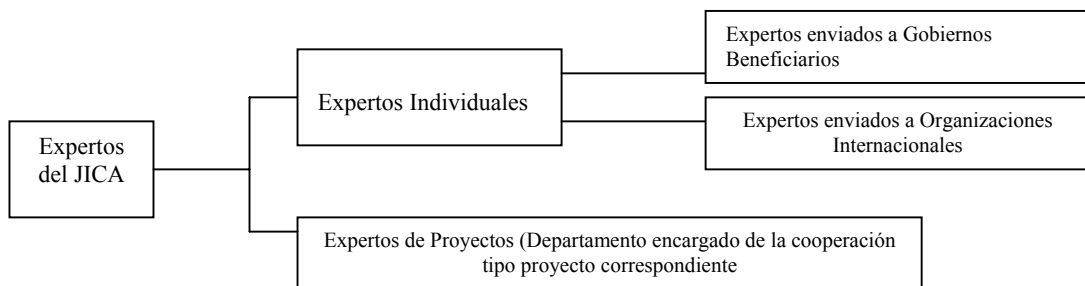 Expertos
del JICA
Expertos Individuales
Expertos enviados a Gobiernos
Beneficiarios
Expertos enviados a Organizaciones
Internacionales
Expertos de Proyectos (Departamento encargado de la cooperación
tipo proyecto correspondiente